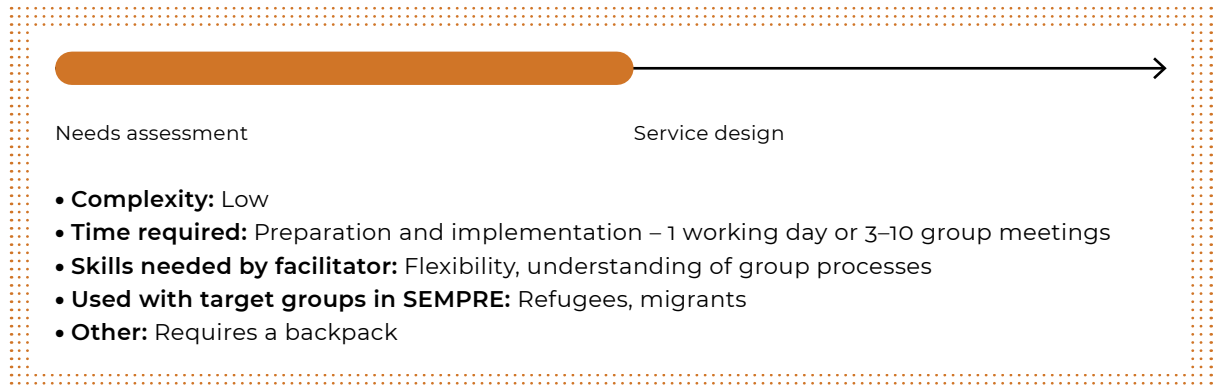 Needs assessment
Service design
• Complexity: Low
• Time required: Preparation and implementation – 1 working day or 3–10 group meetings
• Skills needed by facilitator: Flexibility, understanding of group processes
• Used with target groups in SEMPRE: Refugees, migrants
• Other: Requires a backpack